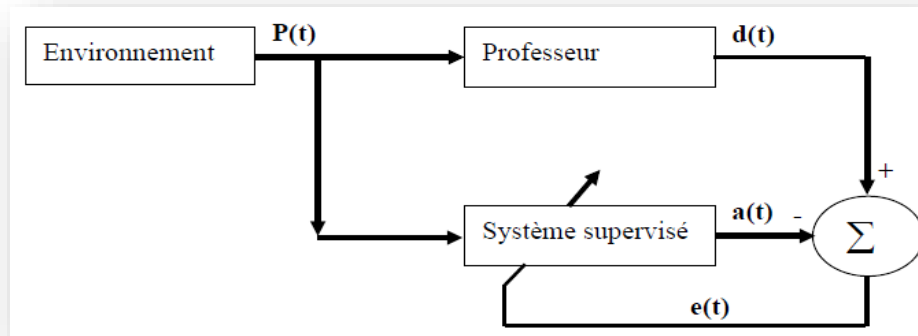 Environnement
P(t)
Professeur
d(t)
+
Système supervisé
a(t)
-
Σ
e(t)